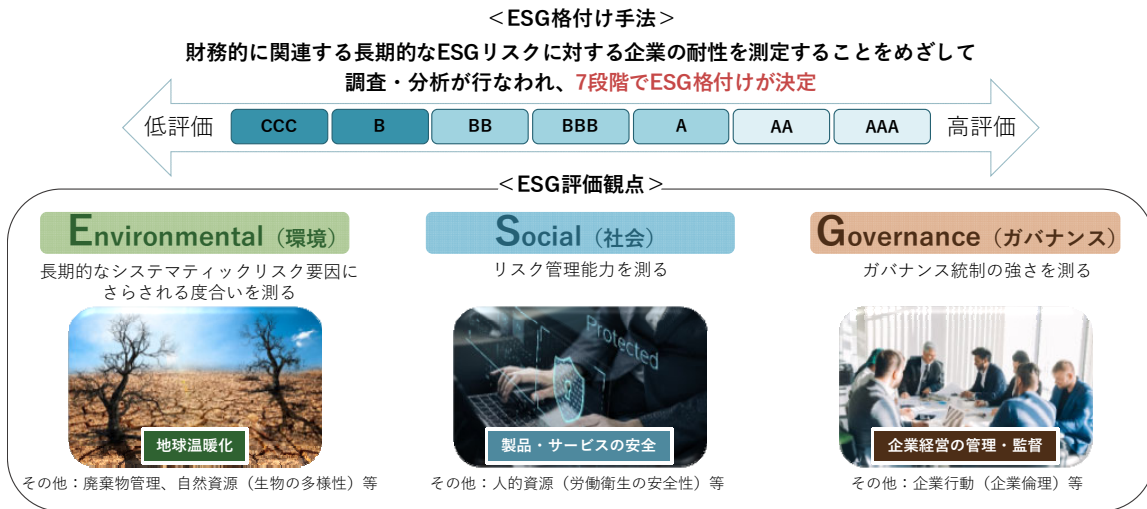 ＜ESG格付け手法＞
財務的に関連する長期的なESGリスクに対する企業の耐性を測定することをめざして
調査・分析が行なわれ、7段階でESG格付けが決定
低評価 CCC B BB BBB A AA AAA 高評価
＜ESG評価観点＞
Environmental（環境）
長期的なシステマティックリスク要因に
さらされる度合いを測る
地球温暖化
その他：廃棄物管理、自然資源（生物の多様性）等
Social（社会）
リスク管理能力を測る
Protected
製品・サービスの安全
その他：人的資源（労働衛生の安全性）等
Governance（ガバナンス）
ガバナンス統制の強さを測る
企業経営の管理・監督
その他：企業行動（企業倫理）等